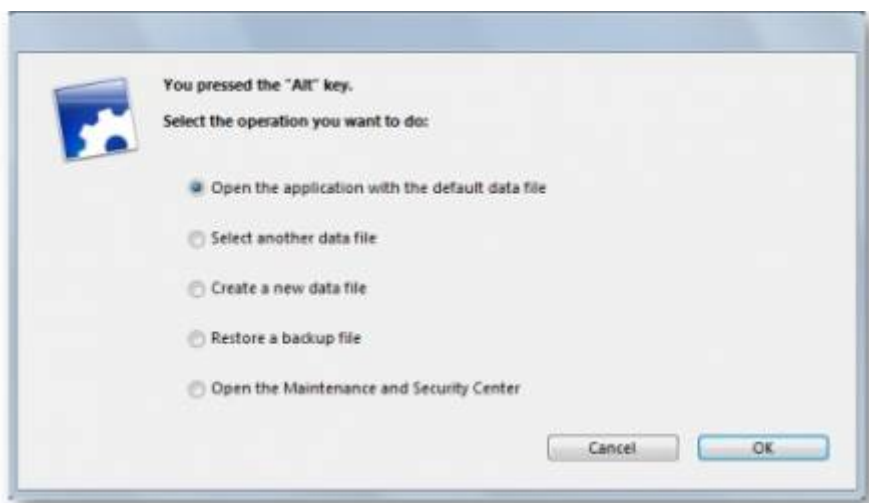 You pressed the "Alt" key.
Select the operation you want to do:
Open the application with the default data file
Select another data file
Create a new data file
Restore a backup file
Open the Maintenance and Security Center
Cancel OK